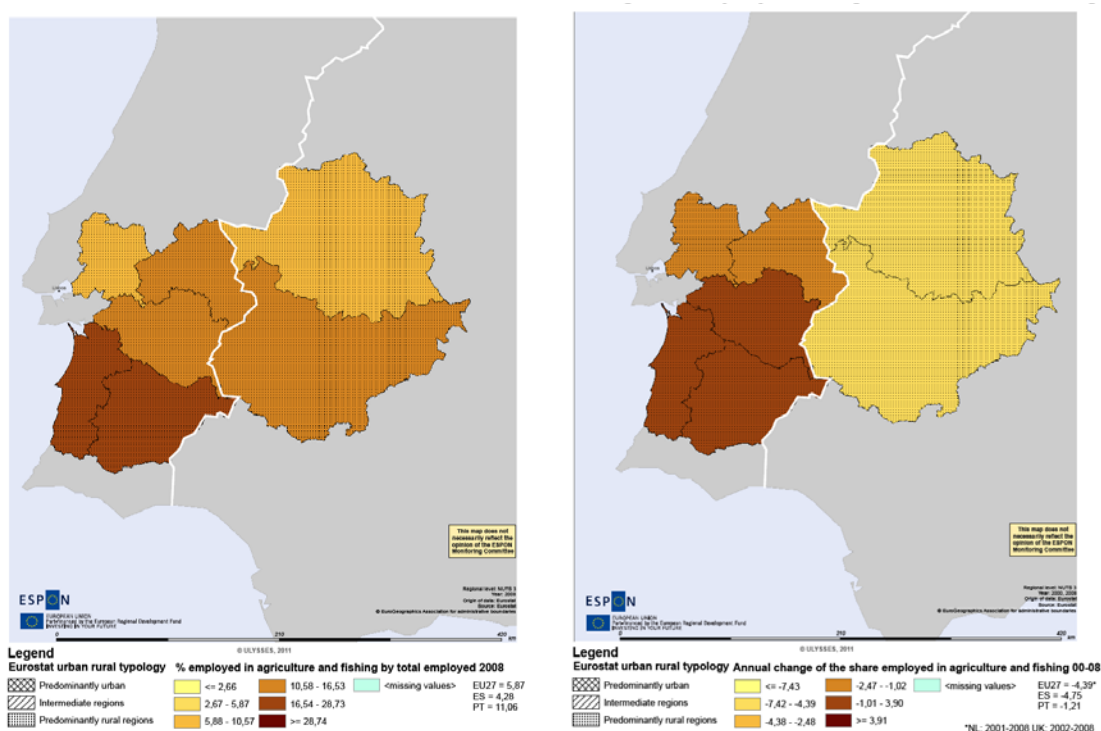 This map does not
necessarily reflect the
opinion of the ESPON
Monitoring Committee
Regional level: NUTS 3
Origin of data: Eurostat
Source: Eurostat
© EuroGeographics Association for administrative boundaries
ESPON
EUROPEAN UNION
Part-financed by the European Regional Development Fund
INVESTING IN YOUR FUTURE
0 210 420
km
© ULYSSES, 2011
Legend
Eurostat urban rural typology
Predominantly urban
Intermediate regions
Predominantly rural regions
% employed in agriculture and fishing by total employed 2008
<= 2,66
2,67 - 5,87
5,88 - 10,57
10,58 - 16,53
16,54 - 28,73
>= 28,74
<missing values>
EU27 = 5,87
ES = 4,28
PT = 11,06
This map does not
necessarily reflect the
opinion of the ESPON
Monitoring Committee
Regional level: NUTS 3
Origin of data: Eurostat
Source: Eurostat
© EuroGeographics Association for administrative boundaries
ESPON
EUROPEAN UNION
Part-financed by the European Regional Development Fund
INVESTING IN YOUR FUTURE
0 210 420
km
© ULYSSES, 2011
Legend
Eurostat urban rural typology
Predominantly urban
Intermediate regions
Predominantly rural regions
Annual change of the share employed in agriculture and fishing 00-08
<= -7,43
-7,42 - -4,39
-4,38 - -2,48
-2,47 - -1,02
-1,01 - 3,90
>= 3,91
<missing values>
EU27 = -4,39*
ES = -4,75
PT = -1,21
*NL: 2001-2008 UK: 2002-2008